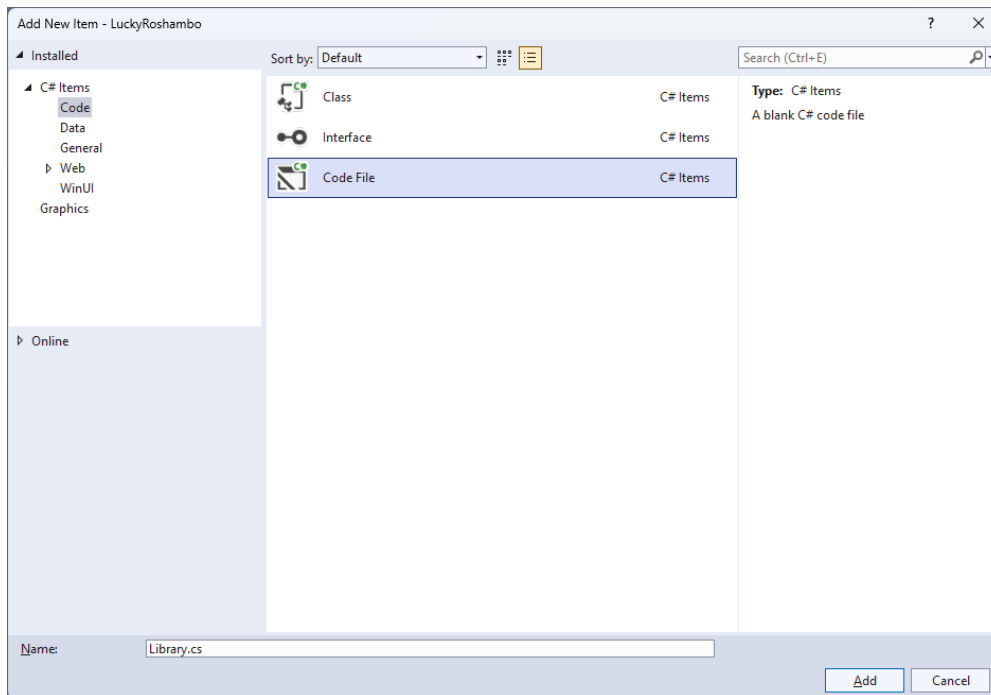 Add New Item - LuckyRoshambo
?
Installed
Sort by: Default
Search (Ctrl+E)
C# Items
Code
Data
General
Web
WinUI
Graphics
Online
Class C# Items
Interface C# Items
Code File C# Items
Type: C# Items
A blank C# code file
Name: Library.cs
Add Cancel